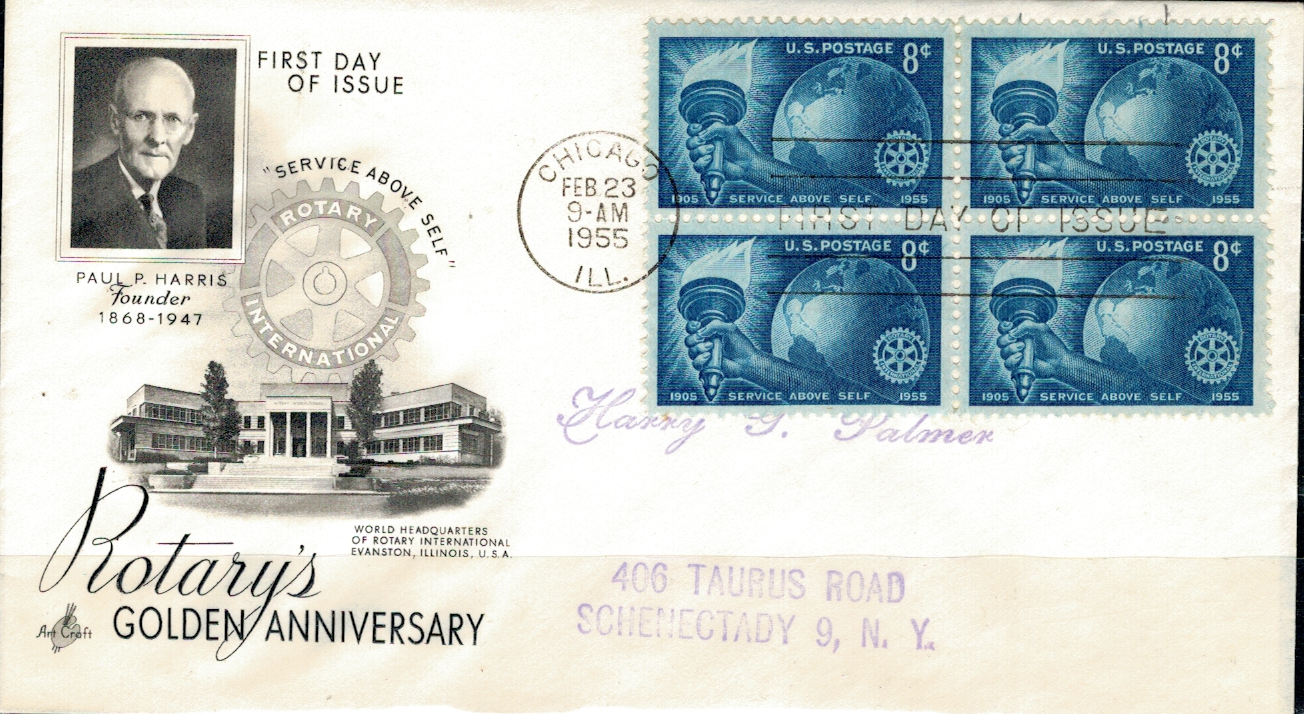 FIRST DAY
OF ISSUE
PAUL P. HARRIS
Founder
1868-1947
"SERVICE ABOVE SELF"
ROTARY
INTERNATIONAL
WORLD HEADQUARTERS
OF ROTARY INTERNATIONAL
EVANSTON, ILLINOIS, U.S.A.
Rotary's
GOLDEN ANNIVERSARY
Art Craft
CHICAGO
FEB 23
9-AM
1955
ILL.
FIRST DAY OF ISSUE
U.S. POSTAGE 8¢
1905 SERVICE ABOVE SELF 1955
U.S. POSTAGE 8¢
1905 SERVICE ABOVE SELF 1955
U.S. POSTAGE 8¢
1905 SERVICE ABOVE SELF 1955
U.S. POSTAGE 8¢
1905 SERVICE ABOVE SELF 1955
Harry G. Palmer
406 TAURUS ROAD
SCHENECTADY 9, N. Y.